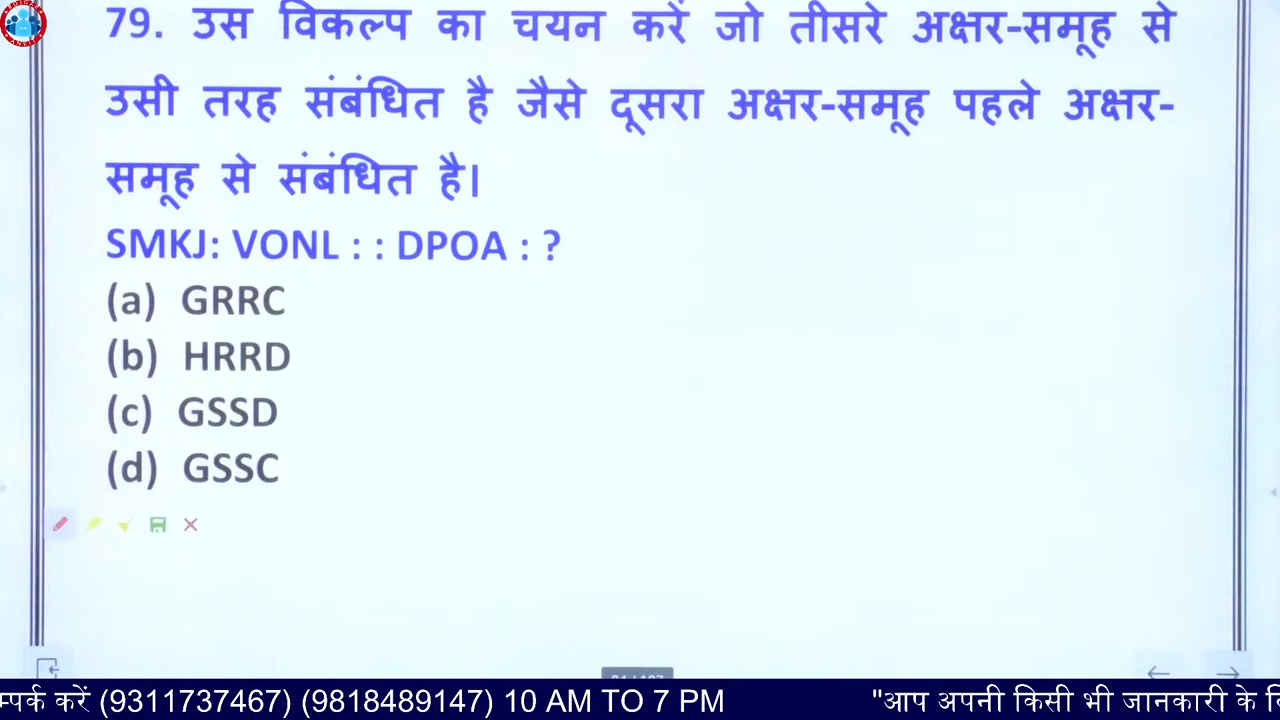 79. उस विकल्प का चयन करें जो तीसरे अक्षर-समूह से
उसी तरह संबंधित है जैसे दूसरा अक्षर-समूह पहले अक्षर-
समूह से संबंधित है।
SMKJ: VONL : : DPOA : ?
(a) GRRC
(b) HRRD
(c) GSSD
(d) GSSC
करें (9311737467) (9818489147) 10 AM TO 7 PM "आप अपनी किसी भी जानकारी के